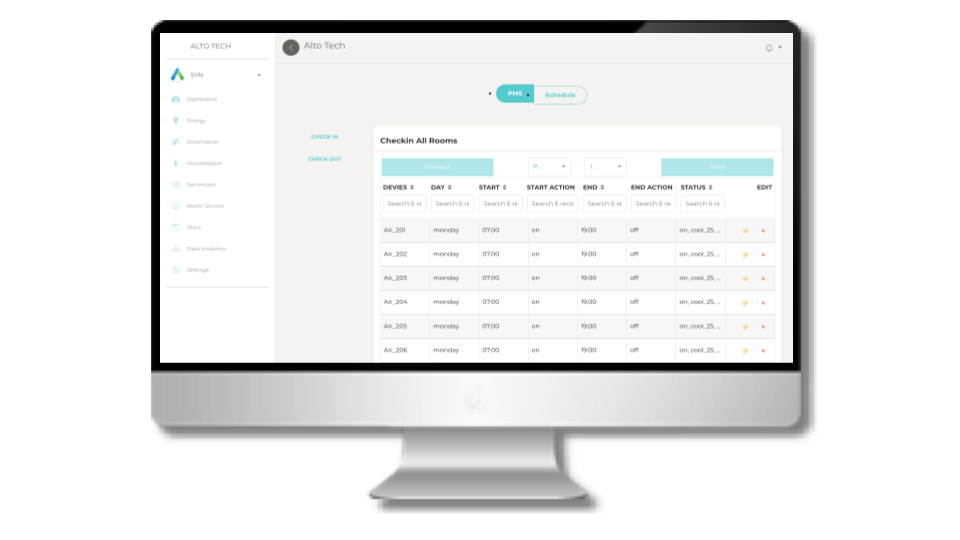 ALTO TECH
Alto Tech
SYN
Dashboard
Energy
Automation
Housekeeper
Technician
Room Service
Stats
Data Analytics
Settings
PMS
Schedule
CHECK IN
CHECK OUT
Checkin All Rooms
Previous P... 1... Next
DEVIES DAY START START ACTION END END ACTION STATUS EDIT
Search 6 re Search 6 re Search 6 re Search 6 reco Search 6 re Search 6 re Search 6 re
Air_201 monday 07.00 on 19.00 off on, cool, 25, ...
Air_202 monday 07.00 on 19.00 off on, cool, 25, ...
Air_203 monday 07.00 on 19.00 off on, cool, 25, ...
Air_204 monday 07.00 on 19.00 off on, cool, 25, ...
Air_205 monday 07.00 on 19.00 off on, cool, 25, ...
Air_206 monday 07.00 on 19.00 off on, cool, 25, ...